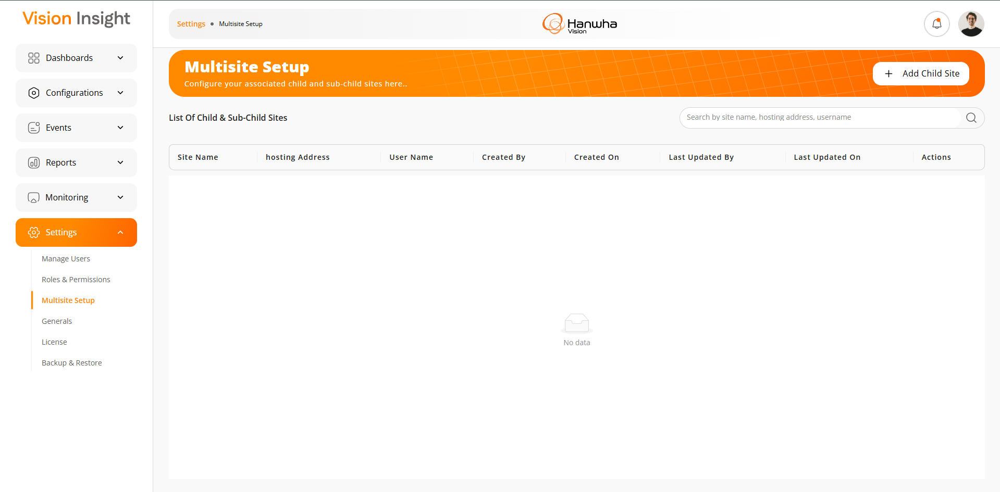 Vision Insight
Settings • Multisite Setup
Hanwha
Vision
Dashboards
Configurations
Events
Reports
Monitoring
Settings
Manage Users
Roles & Permissions
Multisite Setup
Generals
License
Backup & Restore
Multisite Setup
Configure your associated child and sub-child sites here..
+ Add Child Site
List Of Child & Sub-Child Sites
Search by site name, hosting address, username
Site Name hosting Address User Name Created By Created On Last Updated By Last Updated On Actions
No data